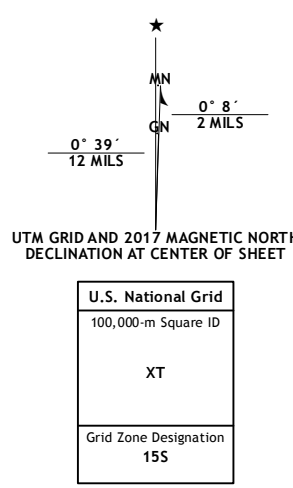 ★
MN
GN
0° 8´
2 MILS
0° 39´
12 MILS
UTM GRID AND 2017 MAGNETIC NORTH
DECLINATION AT CENTER OF SHEET
U.S. National Grid
100,000-m Square ID
XT
Grid Zone Designation
15S